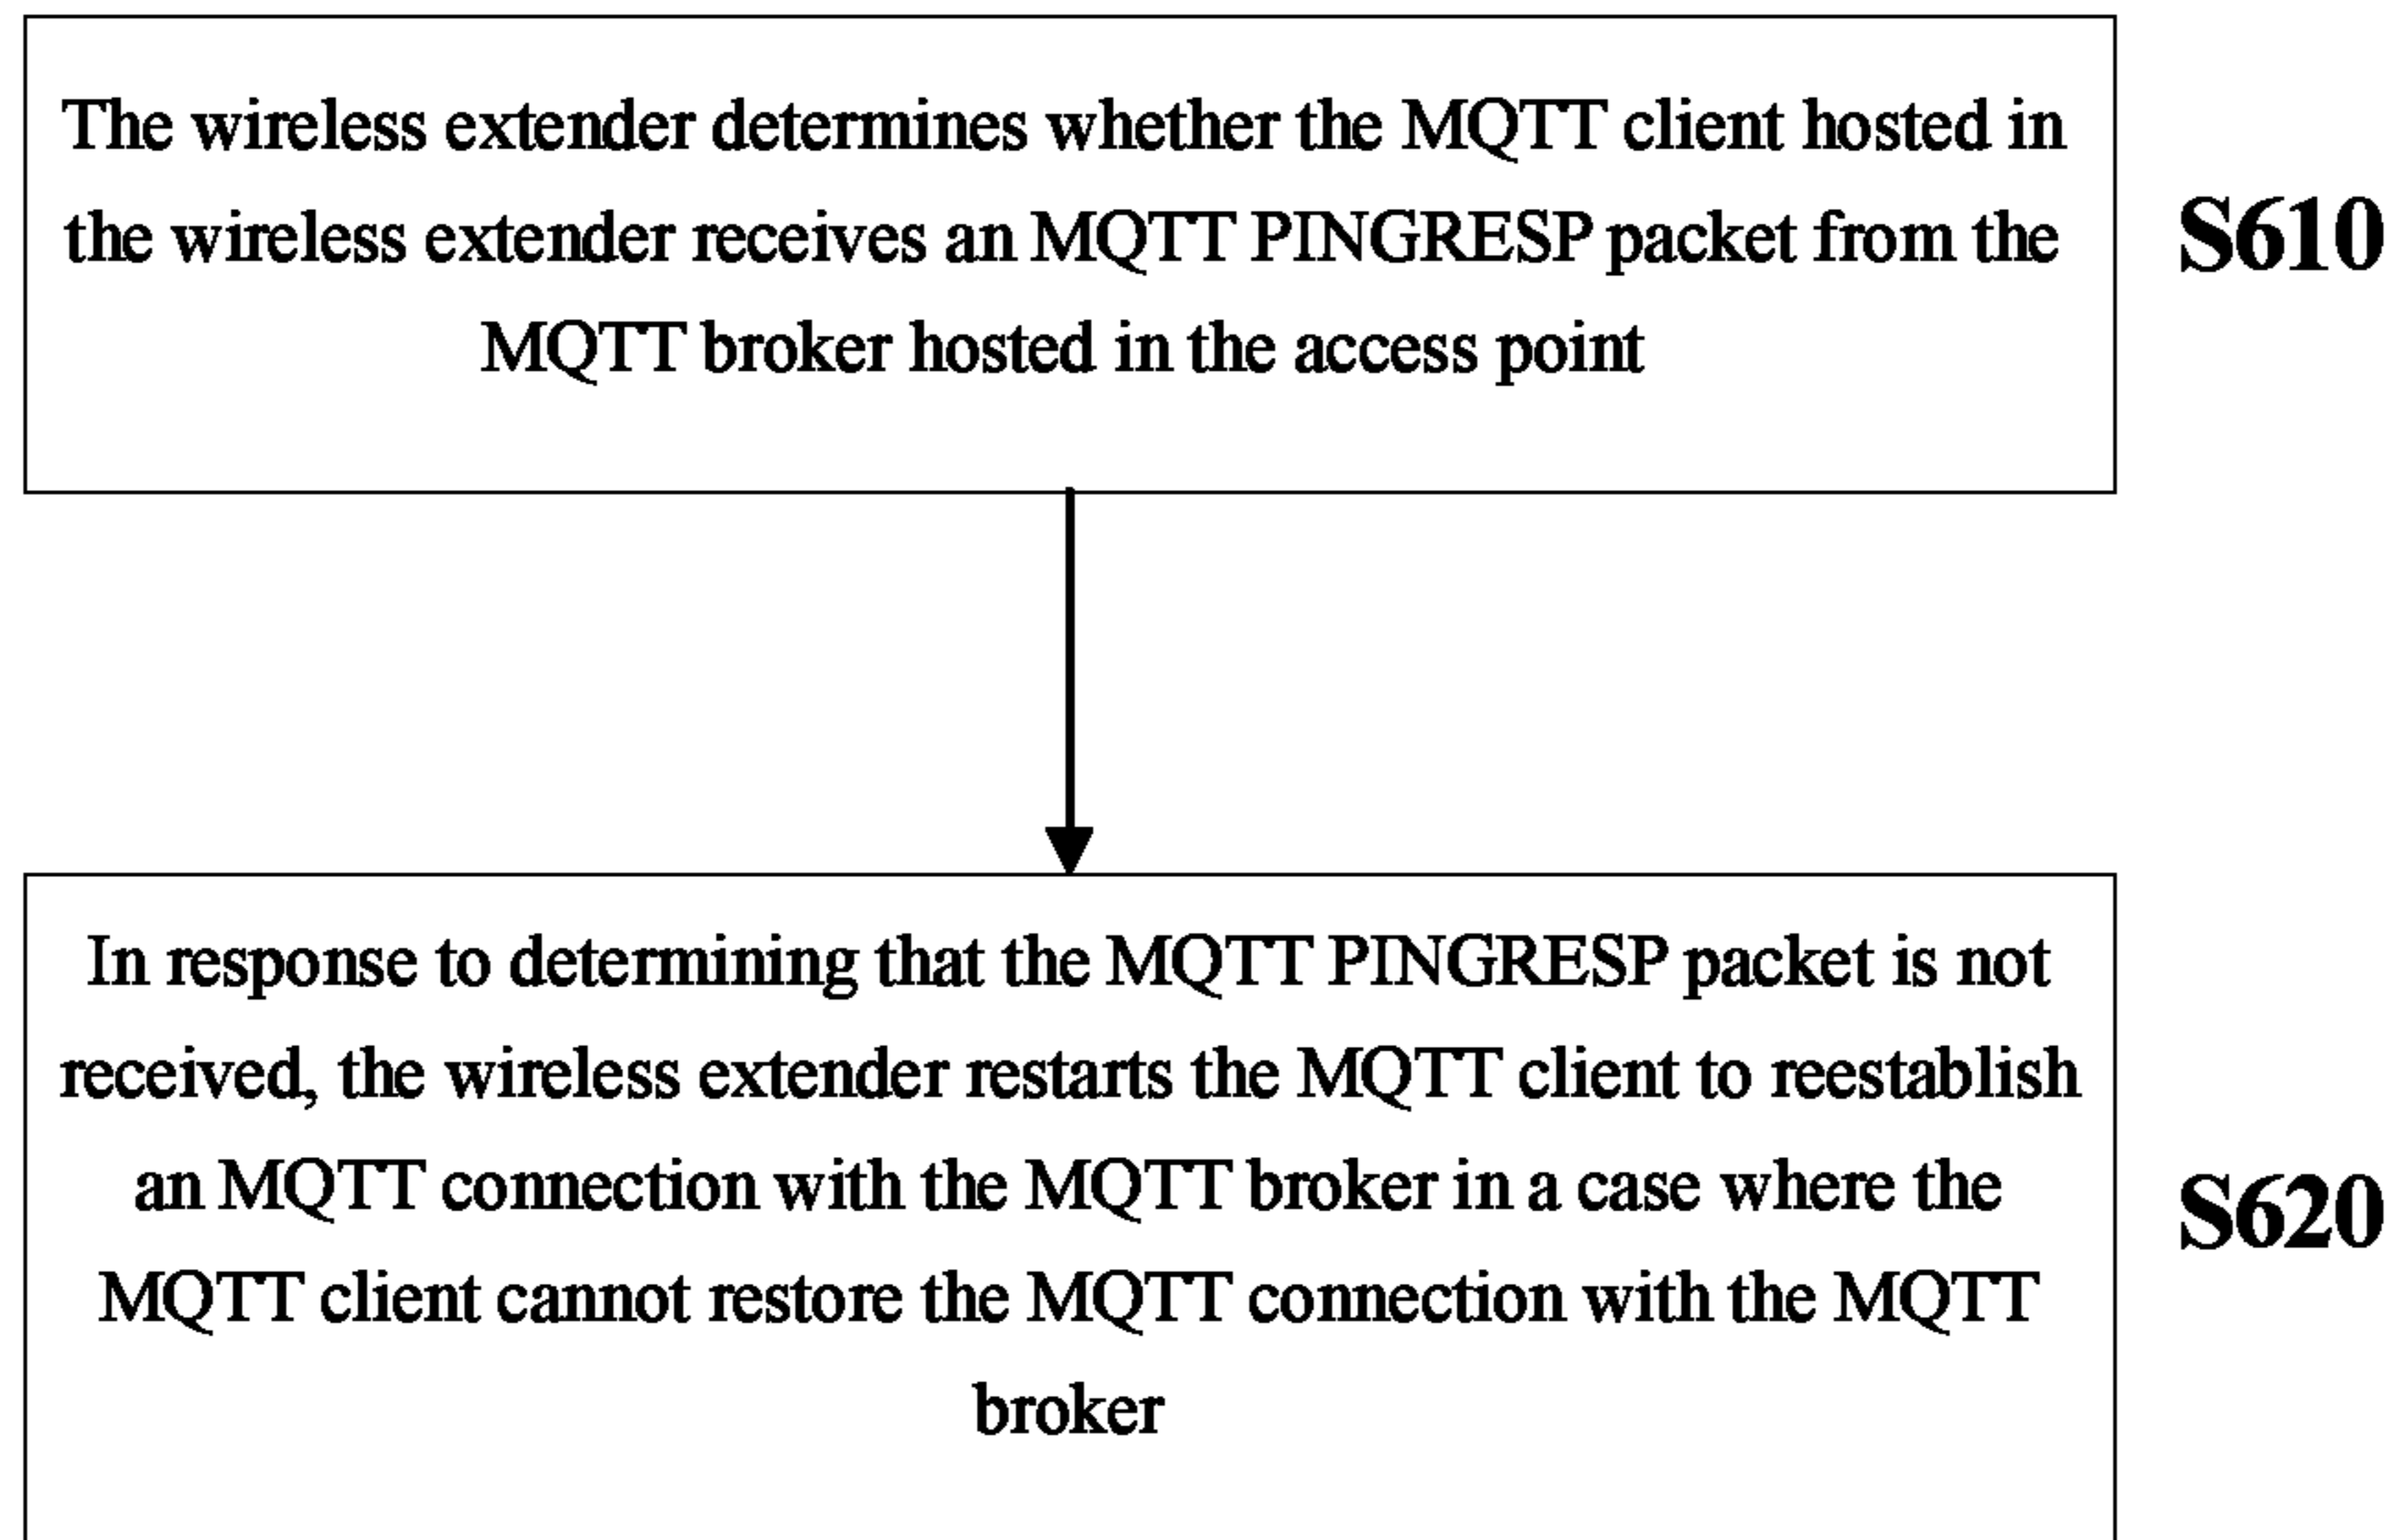 The wireless extender determines whether the MQTT client hosted in
the wireless extender receives an MQTT PINGRESP packet from the
MQTT broker hosted in the access point
S610
In response to determining that the MQTT PINGRESP packet is not
received, the wireless extender restarts the MQTT client to reestablish
an MQTT connection with the MQTT broker in a case where the
MQTT client cannot restore the MQTT connection with the MQTT
broker
S620